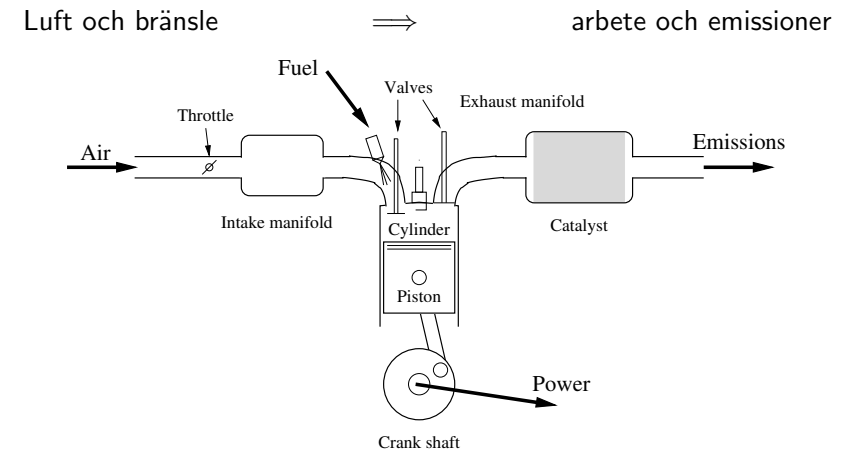 Luft och bränsle ⟹ arbete och emissioner
Fuel
Valves
Throttle
Exhaust manifold
Air
Emissions
Intake manifold
Cylinder
Catalyst
Piston
Power
Crank shaft